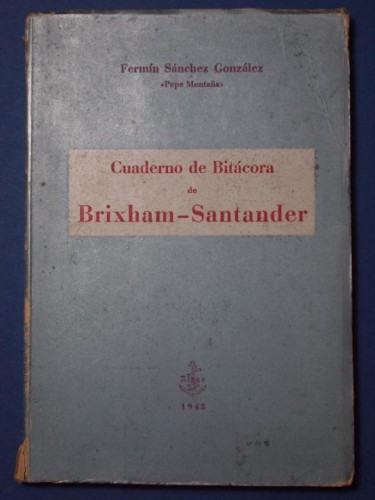 Fermín Sánchez González
«Pepe Montaña»
Cuaderno de Bitácora
de
Brixham-Santander